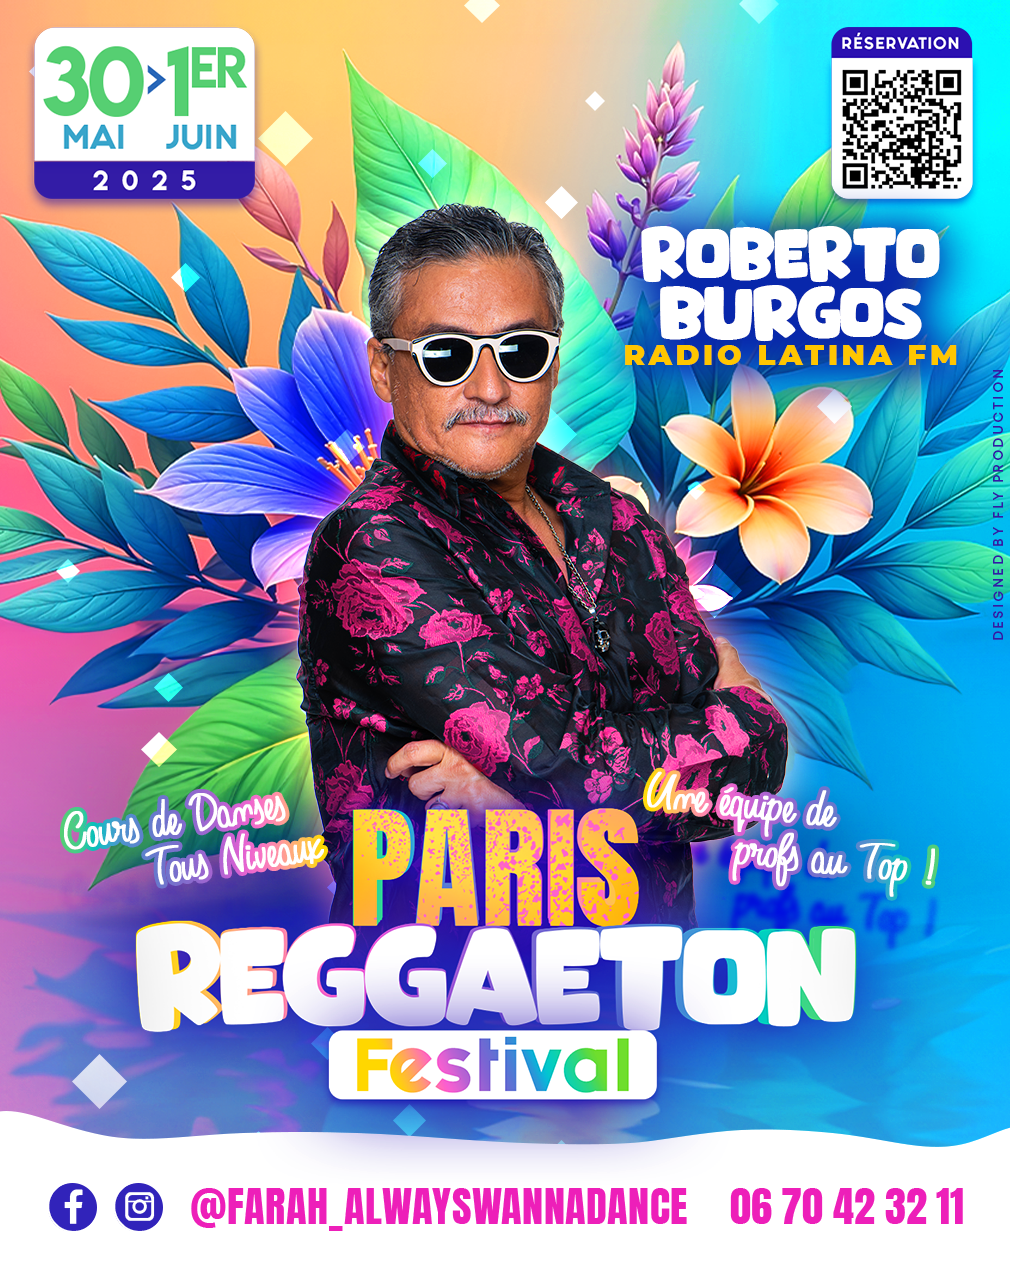 30>1ER
MAI JUIN
2025
RÉSERVATION
ROBERTO
BURGOS
RADIO LATINA FM
DESIGNED BY FLY PRODUCTION
Cours de Danses
Tous Niveaux
Une équipe de
profs au Top !
PARIS
REGGAETON
Festival
@FARAH_ALWAYSWANNADANCE 06 70 42 32 11